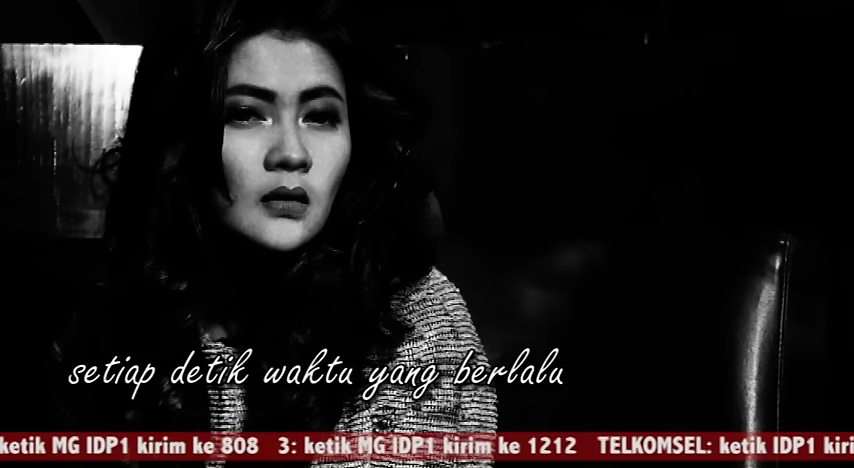 setiap detik waktu yang berlalu
ketik MG IDP1 kirim ke 808 3: ketik MG IDP1 kirim ke 1212 TELKOMSEL: ketik IDP1 kiri